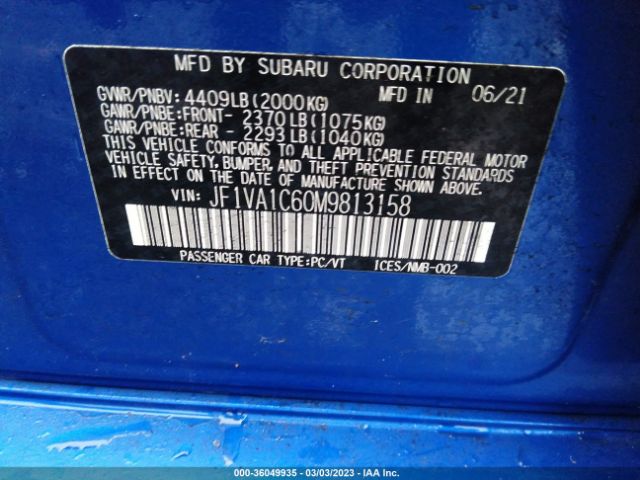 MFD BY SUBARU CORPORATION
GVWR/PNBV: 4409LB(2000KG) MFD IN 06/21
GAWR/PNBE:FRONT- 2370LB(1075KG)
GAWR/PNBE:REAR - 2293LB(1040KG)
THIS VEHICLE CONFORMS TO ALL APPLICABLE FEDERAL MOTOR
VEHICLE SAFETY, BUMPER, AND THEFT PREVENTION STANDARDS
IN EFFECT ON THE DATE OF MANUFACTURE SHOWN ABOVE.
VIN: JF1VA1C60M9813158
PASSENGER CAR TYPE:PC/VT ICES/NMB-002
000-36049935 - 03/03/2023 - IAA Inc.